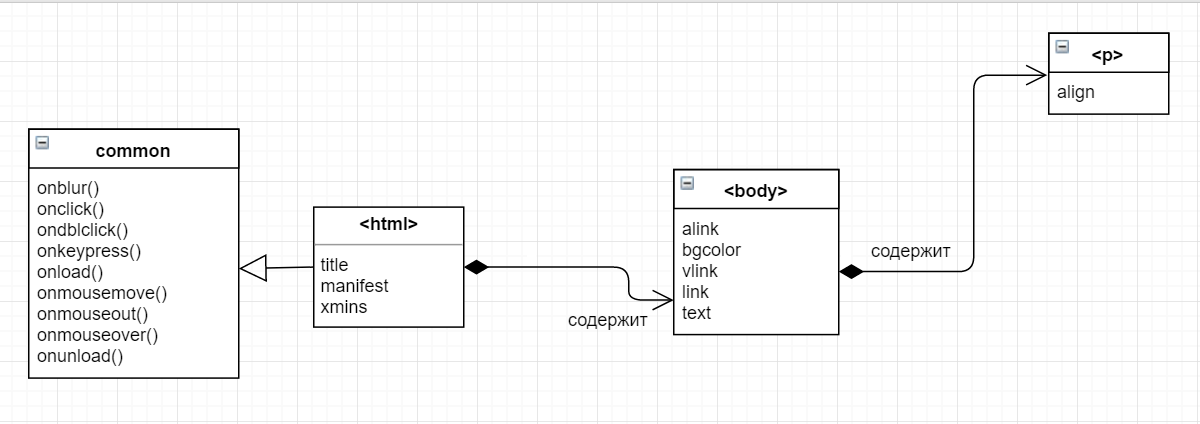 common
onblur()
onclick()
ondblclick()
onkeypress()
onload()
onmousemove()
onmouseout()
onmouseover()
onunload()
<html>
title
manifest
xmins
содержит
<body>
alink
bgcolor
vlink
link
text
содержит
<p>
align